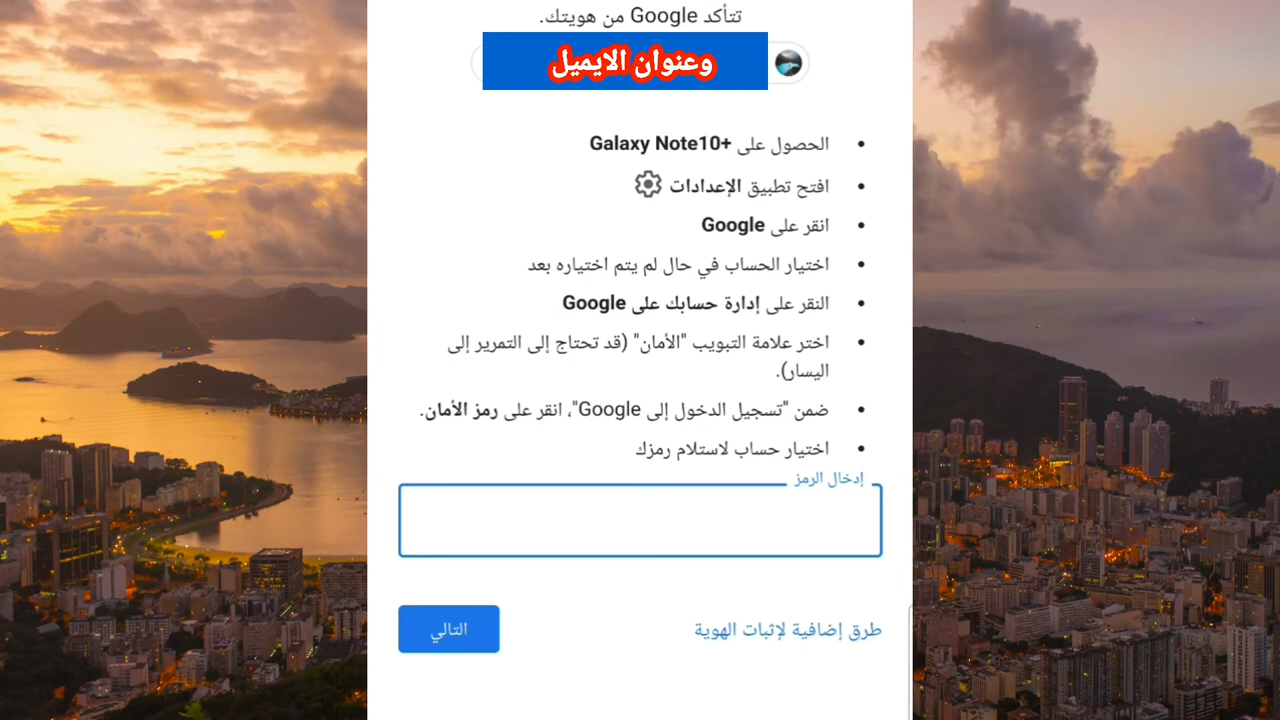 تتأكد Google من هويتك.
وعنوان الايميل
الحصول على Galaxy Note10+
افتح تطبيق الإعدادات
انقر على Google
اختيار الحساب في حال لم يتم اختياره بعد
النقر على إدارة حسابك على Google
اختر علامة التبويب "الأمان" (قد تحتاج إلى التمرير إلى
اليسار).
ضمن "تسجيل الدخول إلى Google"، انقر على رمز الأمان.
اختيار حساب لاستلام رمزك
إدخال الرمز
طرق إضافية لإثبات الهوية
التالي